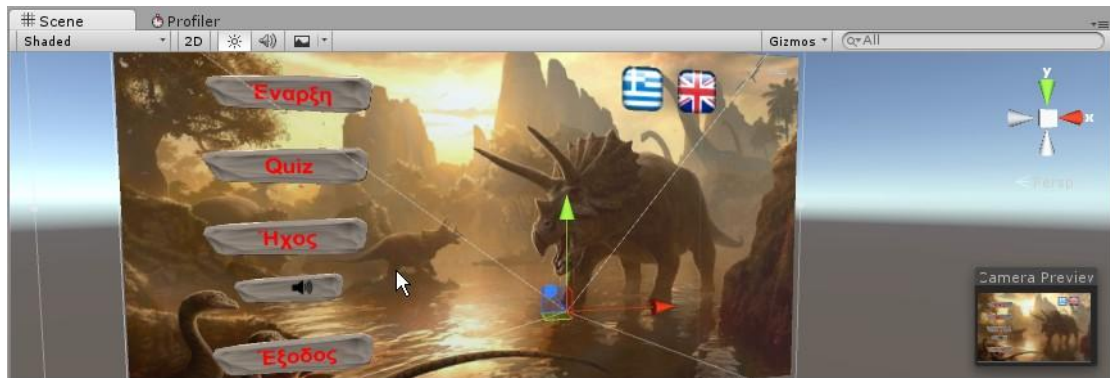 Scene
Profiler
Shaded
2D
Gizmos
All
Έναρξη
Quiz
Ήχος
Έξοδος
y
x
Persp
Camera Preview